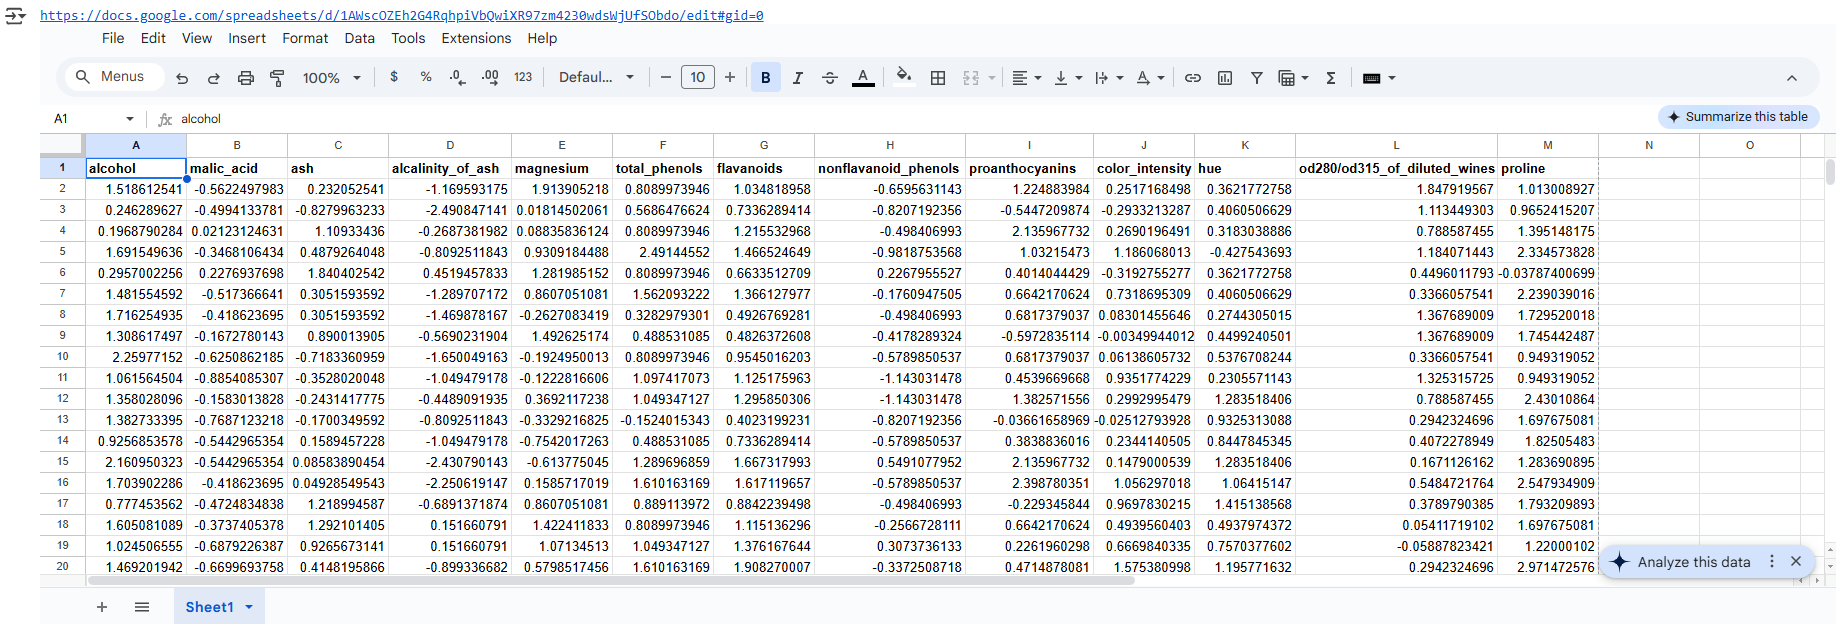 https://docs.google.com/spreadsheets/d/1AWscOZEh2G4RqhpiVbQwiXR97zm4230wdsWjUfSObdo/edit#gid=0
File Edit View Insert Format Data Tools Extensions Help
Menus 100% $ % .0 .00 123 Defaul... 10 B I A Σ
A1 fx alcohol Summarize this table
A B C D E F G H I J K L M N O
1 alcohol malic_acid ash alcalinity_of_ash magnesium total_phenols flavanoids nonflavanoid_phenols proanthocyanins color_intensity hue od280/od315_of_diluted_wines proline
2 1.518612541 -0.5622497983 0.232052541 -1.169593175 1.913905218 0.8089973946 1.034818958 -0.6595631143 1.224883984 0.2517168498 0.3621772758 1.847919567 1.013008927
3 0.246289627 -0.4994133781 -0.8279963233 -2.490847141 0.01814502061 0.5686476624 0.7336289414 -0.8207192356 -0.5447209874 -0.2933213287 0.4060506629 1.113449303 0.9652415207
4 0.1968790284 0.02123124631 1.10933436 -0.2687381982 0.08835836124 0.8089973946 1.215532968 -0.498406993 2.135967732 0.2690196491 0.3183038886 0.788587455 1.395148175
5 1.691549636 -0.3468106434 0.4879264048 -0.8092511843 0.9309184488 2.49144552 1.466524649 -0.9818753568 1.03215473 1.186068013 -0.427543693 1.184071443 2.334573828
6 0.2957002256 0.2276937698 1.840402542 0.4519457833 1.281985152 0.8089973946 0.6633512709 0.2267955527 0.4014044429 -0.3192755277 0.3621772758 0.4496011793 -0.03787400699
7 1.481554592 -0.517366641 0.3051593592 -1.289707172 0.8607051081 1.562093222 1.366127977 -0.1760947505 0.6642170624 0.7318695309 0.4060506629 0.3366057541 2.239039016
8 1.716254935 -0.418623695 0.3051593592 -1.469878167 -0.2627083419 0.3282979301 0.4926769281 -0.498406993 0.6817379037 0.08301455646 0.2744305015 1.367689009 1.729520018
9 1.308617497 -0.1672780143 0.890013905 -0.5690231904 1.492625174 0.488531085 0.4826372608 -0.4178289324 -0.5972835114 -0.00349944012 0.4499240501 1.367689009 1.745442487
10 2.25977152 -0.6250862185 -0.7183360959 -1.650049163 -0.1924950013 0.8089973946 0.9545016203 -0.5789850537 0.6817379037 0.06138605732 0.5376708244 0.3366057541 0.949319052
11 1.061564504 -0.8854085307 -0.3528020048 -1.049479178 -0.1222816606 1.097417073 1.125175963 -1.143031478 0.4539669668 0.9351774229 0.2305571143 1.325315725 0.949319052
12 1.358028096 -0.1583013828 -0.2431417775 -0.4489091935 0.3692117238 1.049347127 1.295850306 -1.143031478 1.382571556 0.2992995479 1.283518406 0.788587455 2.43010864
13 1.382733395 -0.7687123218 -0.1700349592 -0.8092511843 -0.3329216825 -0.1524015343 0.4023199231 -0.8207192356 -0.03661658969 -0.02512793928 0.9325313088 0.2942324696 1.697675081
14 0.9256853578 -0.5442965354 0.1589457228 -1.049479178 -0.7542017263 0.488531085 0.7336289414 -0.5789850537 0.3838836016 0.2344140505 0.8447845345 0.4072278949 1.82505483
15 2.160950323 -0.5442965354 0.08583890454 -2.430790143 -0.613775045 1.289696859 1.667317993 0.5491077952 2.135967732 0.1479000539 1.283518406 0.1671126162 1.283690895
16 1.703902286 -0.418623695 0.04928549543 -2.250619147 0.1585717019 1.610163169 1.617119657 -0.5789850537 2.398780351 1.056297018 1.06415147 0.5484721764 2.547934909
17 0.777453562 -0.4724834838 1.218994587 -0.6891371874 0.8607051081 0.889113972 0.8842239498 -0.498406993 -0.229345844 0.9697830215 1.415138568 0.3789790385 1.793209893
18 1.605081089 -0.3737405378 1.292101405 0.151660791 1.422411833 0.8089973946 1.115136296 -0.2566728111 0.6642170624 0.4939560403 0.4937974372 0.05411719102 1.697675081
19 1.024506555 -0.6879226387 0.9265673141 0.151660791 1.07134513 1.049347127 1.376167644 0.3073736133 0.2261960298 0.6669840335 0.7570377602 -0.05887823421 1.22000102
20 1.469201942 -0.6699693758 0.4148195866 -0.899336682 0.5798517456 1.610163169 1.908270007 -0.3372508718 0.4714878081 1.575380998 1.195771632 0.2942324696 2.971472576
Analyze this data
Sheet1